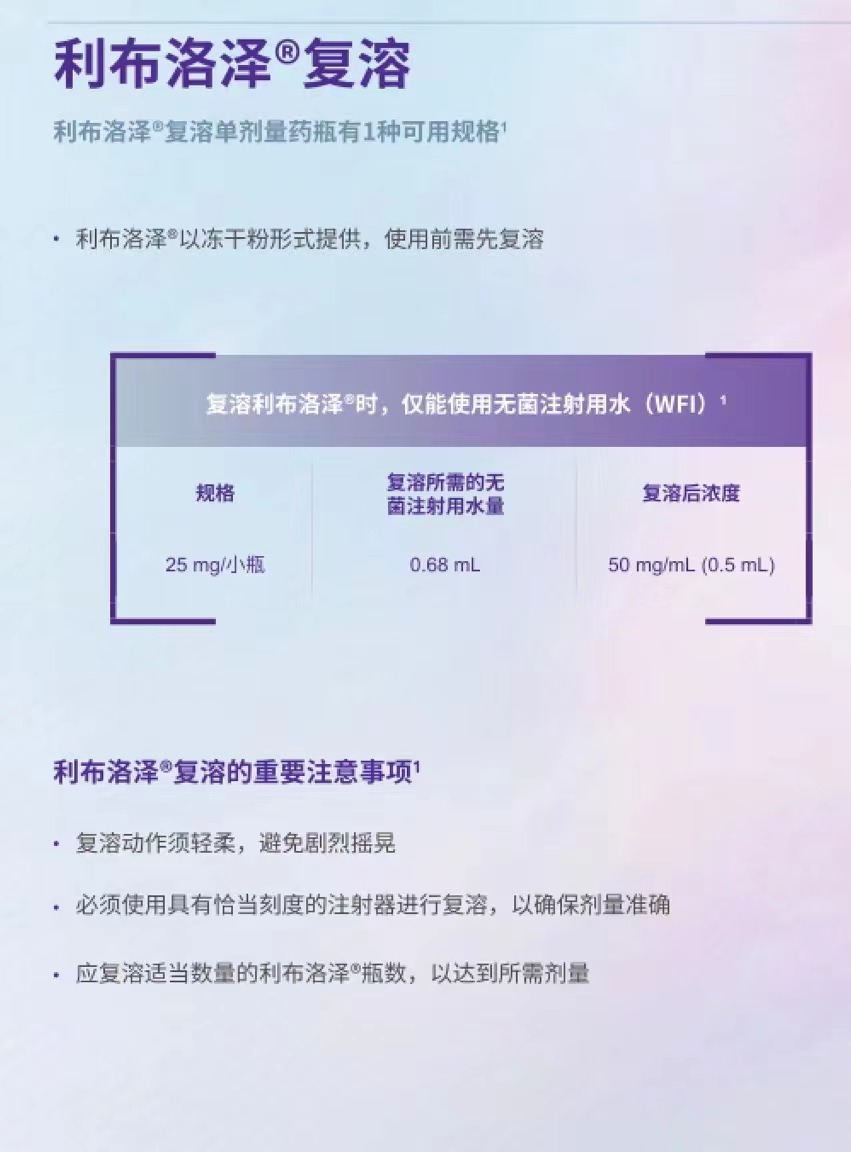 利布洛泽®复溶
利布洛泽®复溶单剂量药瓶有1种可用规格¹
• 利布洛泽®以冻干粉形式提供，使用前需先复溶
复溶利布洛泽®时，仅能使用无菌注射用水（WFI）¹
规格
复溶所需的无
菌注射用水量
复溶后浓度
25 mg/小瓶
0.68 mL
50 mg/mL (0.5 mL)
利布洛泽®复溶的重要注意事项¹
• 复溶动作须轻柔，避免剧烈摇晃
• 必须使用具有恰当刻度的注射器进行复溶，以确保剂量准确
• 应复溶适当数量的利布洛泽®瓶数，以达到所需剂量